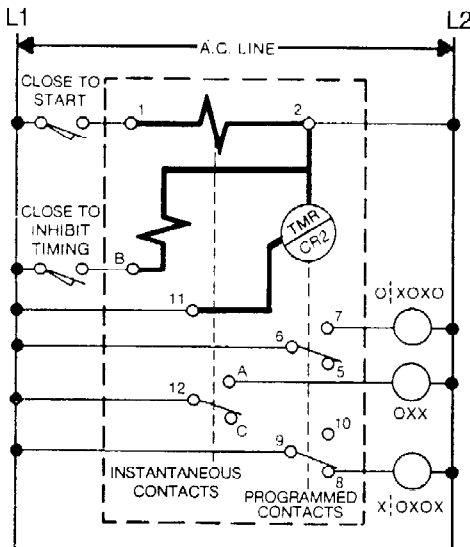 L1 L2
A.C. LINE
CLOSE TO
START
1 2
CLOSE TO
INHIBIT
TIMING
TMR
CR2
B
11
7
O¦XOXO
6
5
A
12
OXX
C
10
9
8
INSTANTANEOUS
CONTACTS
PROGRAMMED
CONTACTS
X¦OXOX